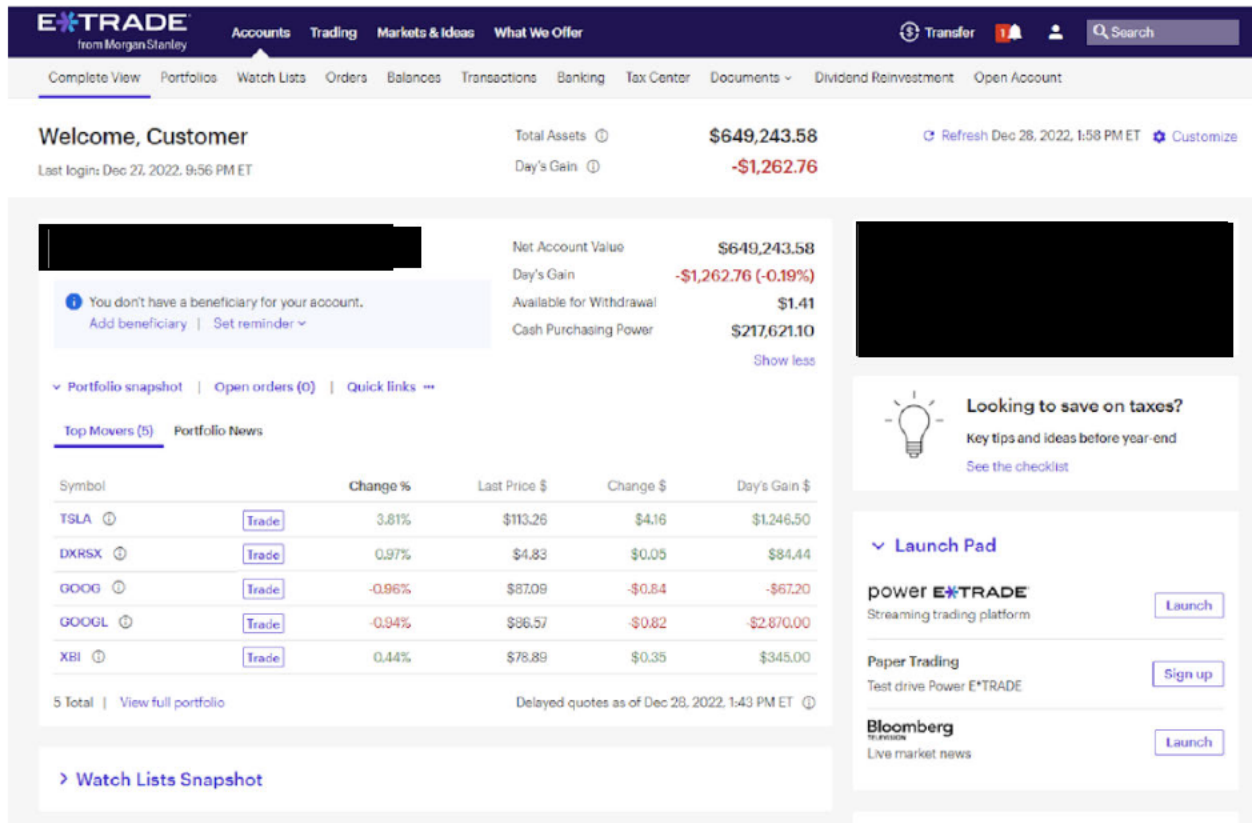 E*TRADE
from Morgan Stanley
Accounts Trading Markets & Ideas What We Offer Transfer 1 Search
Complete View Portfolios Watch Lists Orders Balances Transactions Banking Tax Center Documents Dividend Reinvestment Open Account
Welcome, Customer
Last login: Dec 27, 2022, 9:56 PM ET
Total Assets $649,243.58
Day's Gain -$1,262.76
Refresh Dec 28, 2022, 1:58 PM ET Customize
Net Account Value $649,243.58
Day's Gain -$1,262.76 (-0.19%)
Available for Withdrawal $1.41
Cash Purchasing Power $217,621.10
Show less
You don't have a beneficiary for your account.
Add beneficiary | Set reminder
Portfolio snapshot | Open orders (0) | Quick links
Top Movers (5) Portfolio News
Symbol Change % Last Price $ Change $ Day's Gain $
TSLA Trade 3.81% $113.26 $4.16 $1,246.50
DXRSX Trade 0.97% $4.83 $0.05 $84.44
GOOG Trade -0.96% $87.09 -$0.84 -$67.20
GOOGL Trade -0.94% $86.57 -$0.82 -$2,870.00
XBI Trade 0.44% $78.89 $0.35 $345.00
5 Total | View full portfolio Delayed quotes as of Dec 28, 2022, 1:43 PM ET
Watch Lists Snapshot
Looking to save on taxes?
Key tips and ideas before year-end
See the checklist
Launch Pad
power E*TRADE
Streaming trading platform
Launch
Paper Trading
Test drive Power E*TRADE
Sign up
Bloomberg
TELEVISION
Live market news
Launch